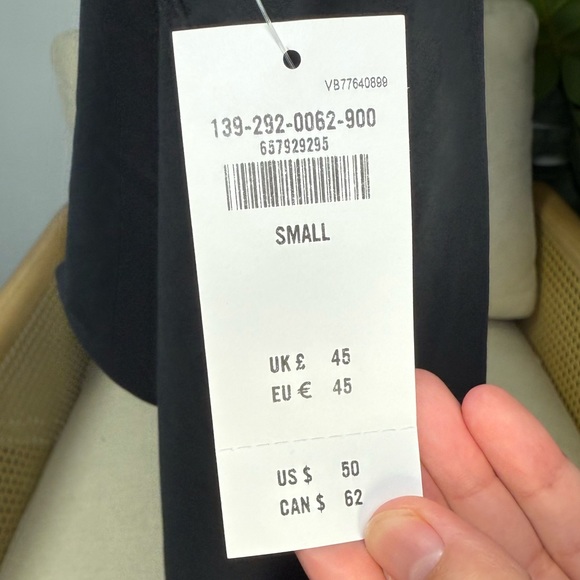 VB77640899
139-292-0062-900
657929295
SMALL
UK £ 45
EU € 45
US $ 50
CAN $ 62